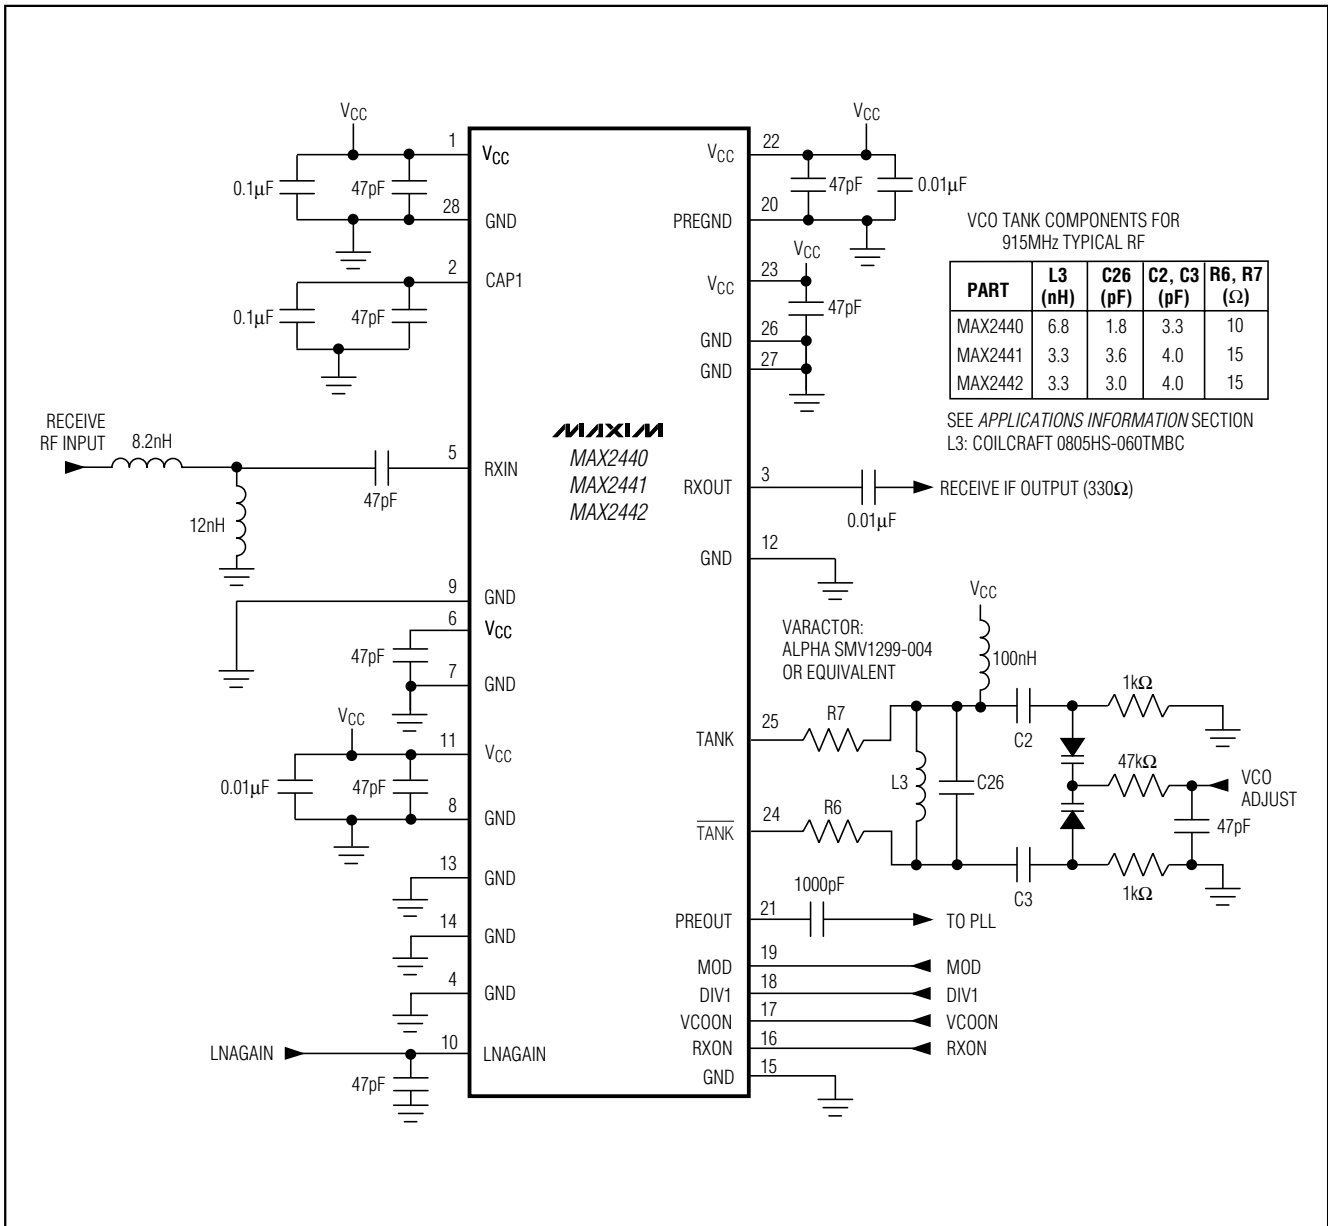 VCC
1
VCC
0.1µF
47pF
28
GND
2
CAP1
0.1µF
47pF
RECEIVE
RF INPUT
8.2nH
5
RXIN
47pF
12nH
9
GND
6
VCC
47pF
7
GND
VCC
11
VCC
0.01µF
47pF
8
GND
13
GND
14
GND
4
GND
LNAGAIN
10
LNAGAIN
47pF
MAXIM
MAX2440
MAX2441
MAX2442
VCC
22
VCC
47pF
0.01µF
20
PREGND
VCC
23
VCC
47pF
26
GND
27
GND
VCO TANK COMPONENTS FOR
915MHz TYPICAL RF
PART L3 (nH) C26 (pF) C2, C3 (pF) R6, R7 (Ω)
MAX2440 6.8 1.8 3.3 10
MAX2441 3.3 3.6 4.0 15
MAX2442 3.3 3.0 4.0 15
SEE APPLICATIONS INFORMATION SECTION
L3: COILCRAFT 0805HS-060TMBC
3
RXOUT
RECEIVE IF OUTPUT (330Ω)
0.01µF
12
GND
VARACTOR:
ALPHA SMV1299-004
OR EQUIVALENT
VCC
100nH
1kΩ
C2
25
TANK
R7
L3
C26
47kΩ
VCO
ADJUST
47pF
24
TANK
R6
C3
1kΩ
1000pF
21
PREOUT
TO PLL
19
MOD
MOD
18
DIV1
DIV1
17
VCOON
VCOON
16
RXON
RXON
15
GND